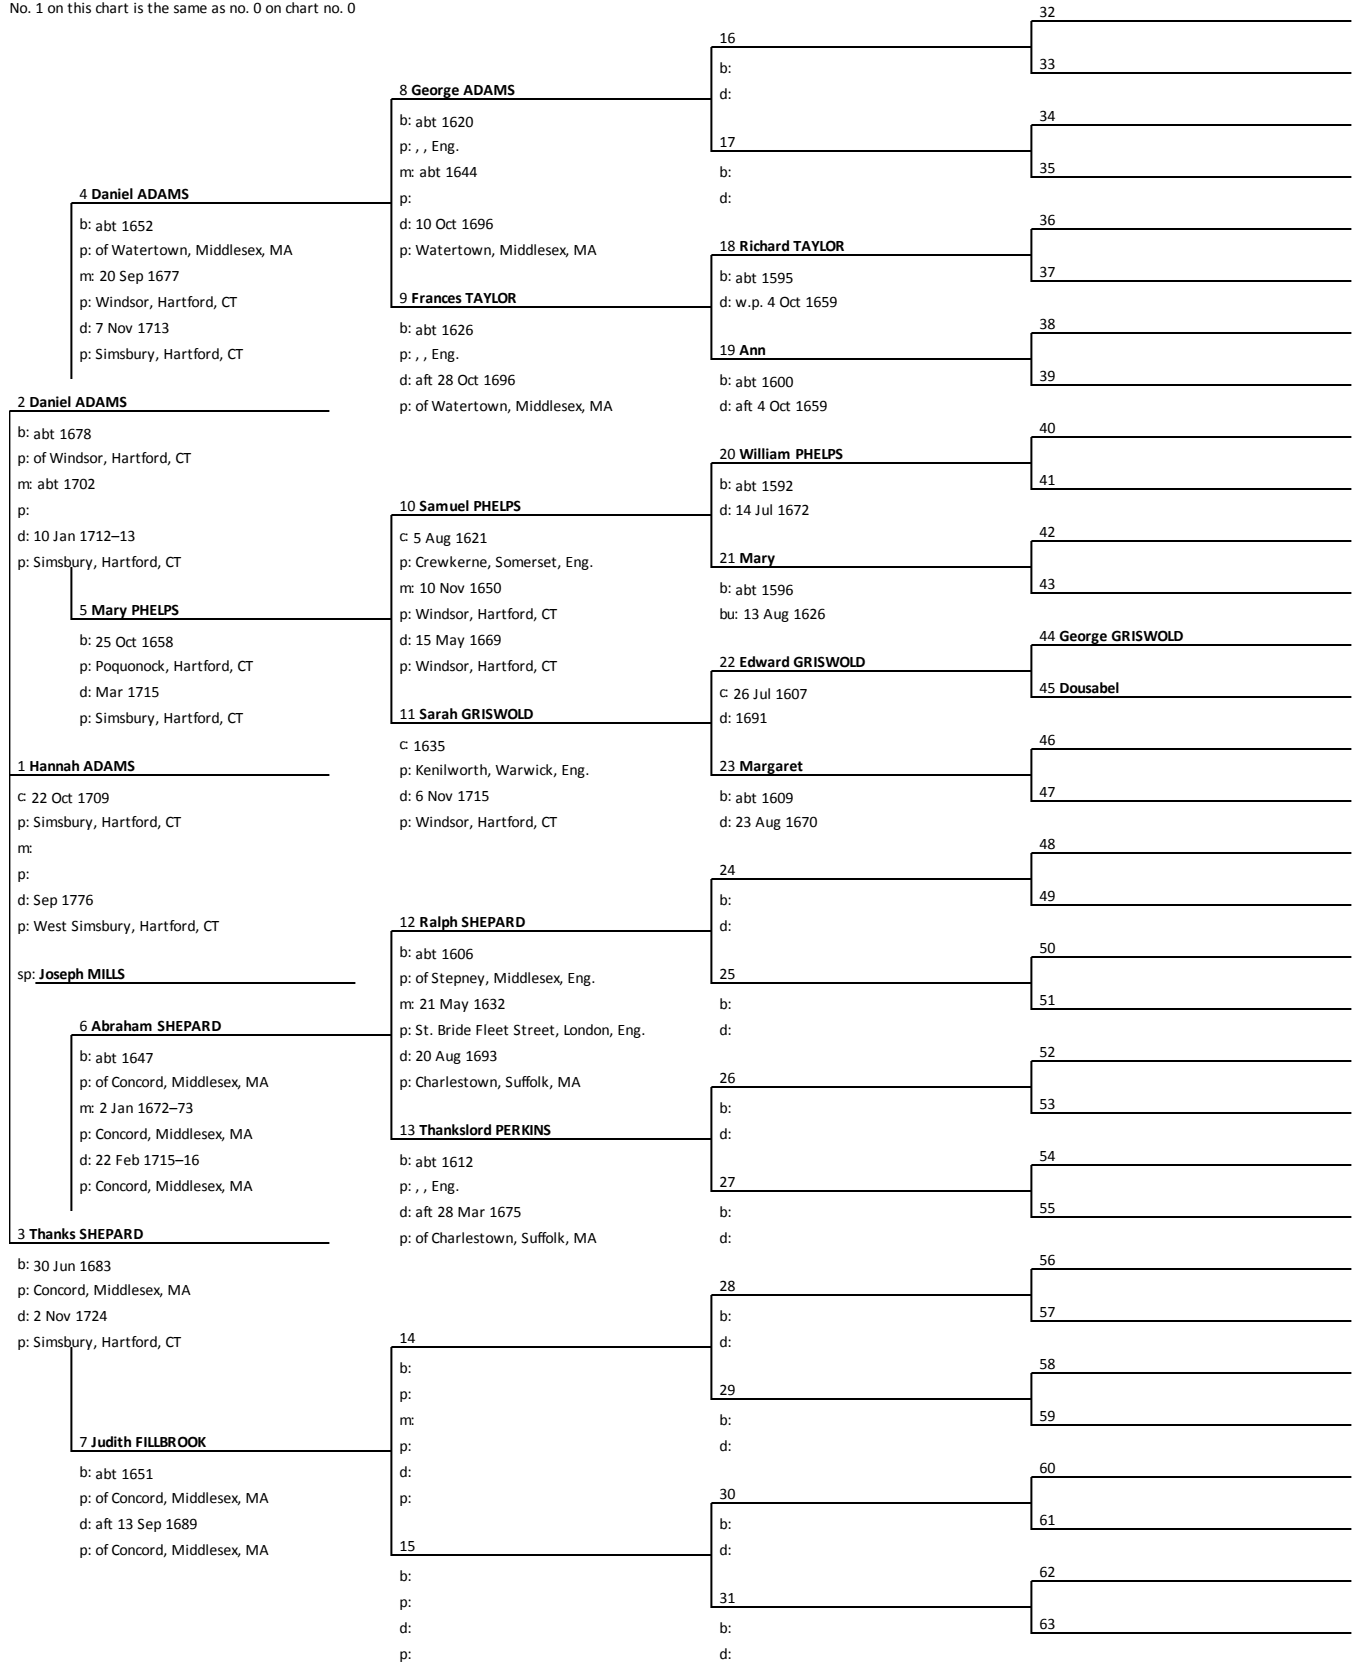 No. 1 on this chart is the same as no. 0 on chart no. 0
4 Daniel ADAMS
b: abt 1652
p: of Watertown, Middlesex, MA
m: 20 Sep 1677
p: Windsor, Hartford, CT
d: 7 Nov 1713
p: Simsbury, Hartford, CT
2 Daniel ADAMS
b: abt 1678
p: of Windsor, Hartford, CT
m: abt 1702
p:
d: 10 Jan 1712–13
p: Simsbury, Hartford, CT
5 Mary PHELPS
b: 25 Oct 1658
p: Poquonock, Hartford, CT
d: Mar 1715
p: Simsbury, Hartford, CT
1 Hannah ADAMS
c: 22 Oct 1709
p: Simsbury, Hartford, CT
m:
p:
d: Sep 1776
p: West Simsbury, Hartford, CT
sp: Joseph MILLS
6 Abraham SHEPARD
b: abt 1647
p: of Concord, Middlesex, MA
m: 2 Jan 1672–73
p: Concord, Middlesex, MA
d: 22 Feb 1715–16
p: Concord, Middlesex, MA
3 Thanks SHEPARD
b: 30 Jun 1683
p: Concord, Middlesex, MA
d: 2 Nov 1724
p: Simsbury, Hartford, CT
7 Judith FILLBROOK
b: abt 1651
p: of Concord, Middlesex, MA
d: aft 13 Sep 1689
p: of Concord, Middlesex, MA
8 George ADAMS
b: abt 1620
p: , , Eng.
m: abt 1644
p:
d: 10 Oct 1696
p: Watertown, Middlesex, MA
9 Frances TAYLOR
b: abt 1626
p: , , Eng.
d: aft 28 Oct 1696
p: of Watertown, Middlesex, MA
10 Samuel PHELPS
c: 5 Aug 1621
p: Crewkerne, Somerset, Eng.
m: 10 Nov 1650
p: Windsor, Hartford, CT
d: 15 May 1669
p: Windsor, Hartford, CT
11 Sarah GRISWOLD
c: 1635
p: Kenilworth, Warwick, Eng.
d: 6 Nov 1715
p: Windsor, Hartford, CT
12 Ralph SHEPARD
b: abt 1606
p: of Stepney, Middlesex, Eng.
m: 21 May 1632
p: St. Bride Fleet Street, London, Eng.
d: 20 Aug 1693
p: Charlestown, Suffolk, MA
13 Thankslord PERKINS
b: abt 1612
p: , , Eng.
d: aft 28 Mar 1675
p: of Charlestown, Suffolk, MA
14
b:
p:
m:
p:
d:
p:
15
b:
p:
d:
p:
16
b:
d:
17
b:
d:
18 Richard TAYLOR
b: abt 1595
d: w.p. 4 Oct 1659
19 Ann
b: abt 1600
d: aft 4 Oct 1659
20 William PHELPS
b: abt 1592
d: 14 Jul 1672
21 Mary
b: abt 1596
bu: 13 Aug 1626
22 Edward GRISWOLD
c: 26 Jul 1607
d: 1691
23 Margaret
b: abt 1609
d: 23 Aug 1670
24
b:
d:
25
b:
d:
26
b:
d:
27
b:
d:
28
b:
d:
29
b:
d:
30
b:
d:
31
b:
d:
32
33
34
35
36
37
38
39
40
41
42
43
44 George GRISWOLD
45 Dousabel
46
47
48
49
50
51
52
53
54
55
56
57
58
59
60
61
62
63